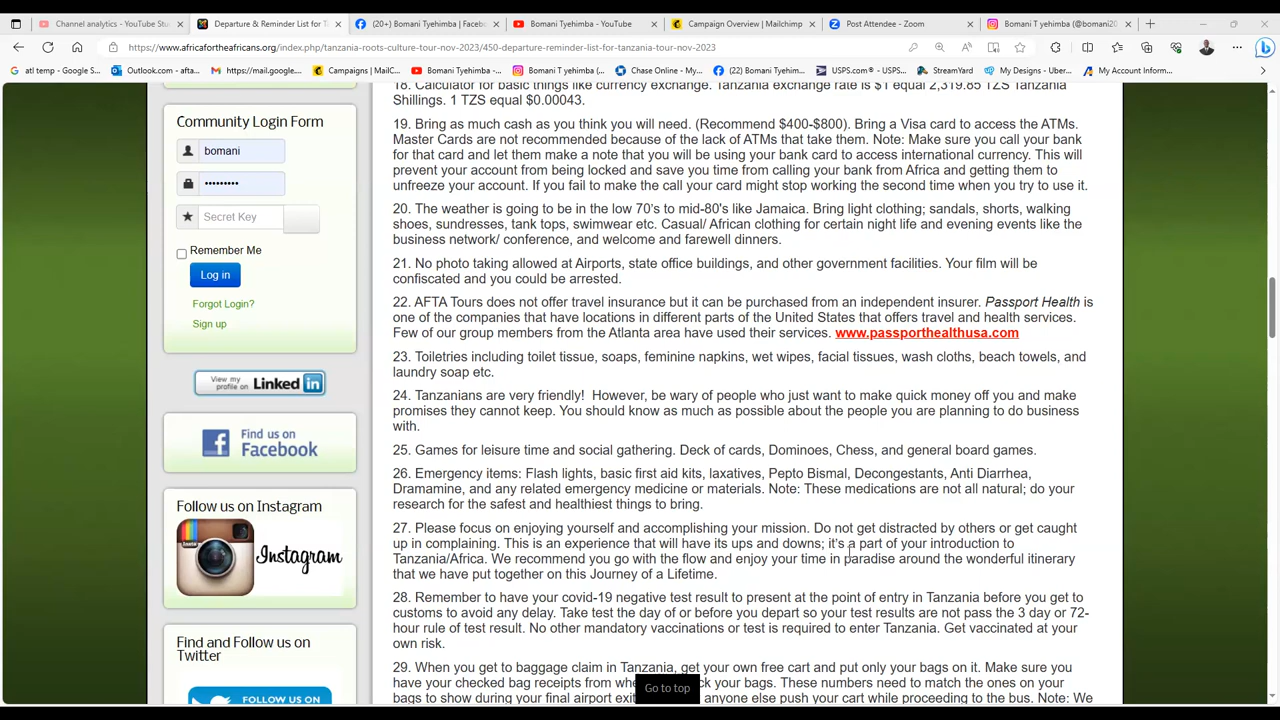 Channel analytics - YouTube Stu
Departure & Reminder List for T
(20+) Bomani Tyehimba | Faceb
Bomani Tyehimba - YouTube
Campaign Overview | Mailchimp
Post Attendee - Zoom
Bomani T yehimba (@bomani20
https://www.africafortheafricans.org/index.php/tanzania-roots-culture-tour-nov-2023/450-departure-reminder-list-for-tanzania-tour-nov-2023
atl temp - Google S...
Outlook.com - afta...
https://mail.google....
Campaigns | MailC...
Bomani Tyehimba -...
Bomani T yehimba (...
Chase Online - My...
(22) Bomani Tyehim...
USPS.com® - USPS...
StreamYard
My Designs - Uber...
My Account Inform...
Community Login Form
bomani
•••••••••
Secret Key
Remember Me
Log in
Forgot Login?
Sign up
View my
profile on LinkedIn
Find us on
Facebook
Follow us on Instagram
Instagram
Find and Follow us on
Twitter
FOLLOW US
18. Calculator for basic things like currency exchange. Tanzania exchange rate is $1 equal 2,319.85 TZS Tanzania
Shillings. 1 TZS equal $0.00043.
19. Bring as much cash as you think you will need. (Recommend $400-$800). Bring a Visa card to access the ATMs.
Master Cards are not recommended because of the lack of ATMs that take them. Note: Make sure you call your bank
for that card and let them make a note that you will be using your bank card to access international currency. This will
prevent your account from being locked and save you time from calling your bank from Africa and getting them to
unfreeze your account. If you fail to make the call your card might stop working the second time when you try to use it.
20. The weather is going to be in the low 70's to mid-80's like Jamaica. Bring light clothing; sandals, shorts, walking
shoes, sundresses, tank tops, swimwear etc. Casual/ African clothing for certain night life and evening events like the
business network/ conference, and welcome and farewell dinners.
21. No photo taking allowed at Airports, state office buildings, and other government facilities. Your film will be
confiscated and you could be arrested.
22. AFTA Tours does not offer travel insurance but it can be purchased from an independent insurer. Passport Health is
one of the companies that have locations in different parts of the United States that offers travel and health services.
Few of our group members from the Atlanta area have used their services. www.passporthealthusa.com
23. Toiletries including toilet tissue, soaps, feminine napkins, wet wipes, facial tissues, wash cloths, beach towels, and
laundry soap etc.
24. Tanzanians are very friendly! However, be wary of people who just want to make quick money off you and make
promises they cannot keep. You should know as much as possible about the people you are planning to do business
with.
25. Games for leisure time and social gathering. Deck of cards, Dominoes, Chess, and general board games.
26. Emergency items: Flash lights, basic first aid kits, laxatives, Pepto Bismal, Decongestants, Anti Diarrhea,
Dramamine, and any related emergency medicine or materials. Note: These medications are not all natural; do your
research for the safest and healthiest things to bring.
27. Please focus on enjoying yourself and accomplishing your mission. Do not get distracted by others or get caught
up in complaining. This is an experience that will have its ups and downs; it's a part of your introduction to
Tanzania/Africa. We recommend you go with the flow and enjoy your time in paradise around the wonderful itinerary
that we have put together on this Journey of a Lifetime.
28. Remember to have your covid-19 negative test result to present at the point of entry in Tanzania before you get to
customs to avoid any delay. Take test the day of or before you depart so your test results are not pass the 3 day or 72-
hour rule of test result. No other mandatory vaccinations or test is required to enter Tanzania. Get vaccinated at your
own risk.
29. When you get to baggage claim in Tanzania, get your own free cart and put only your bags on it. Make sure you
have your checked bag receipts from whe ck your bags. These numbers need to match the ones on your
bags to show during your final airport exit anyone else push your cart while proceeding to the bus. Note: We
Go to top